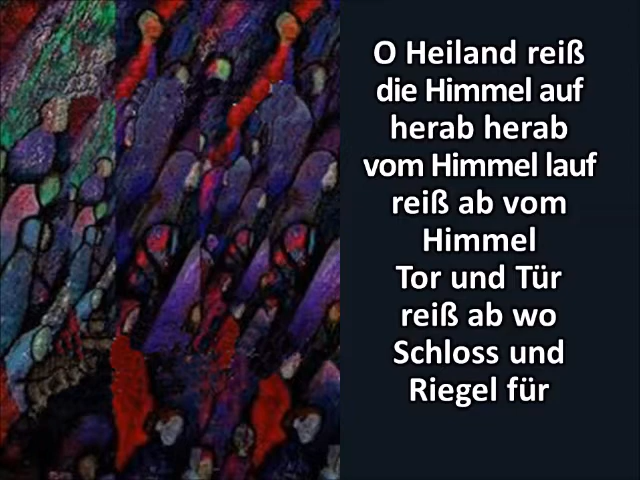 O Heiland reiß
die Himmel auf
herab herab
vom Himmel lauf
reiß ab vom
Himmel
Tor und Tür
reiß ab wo
Schloss und
Riegel für